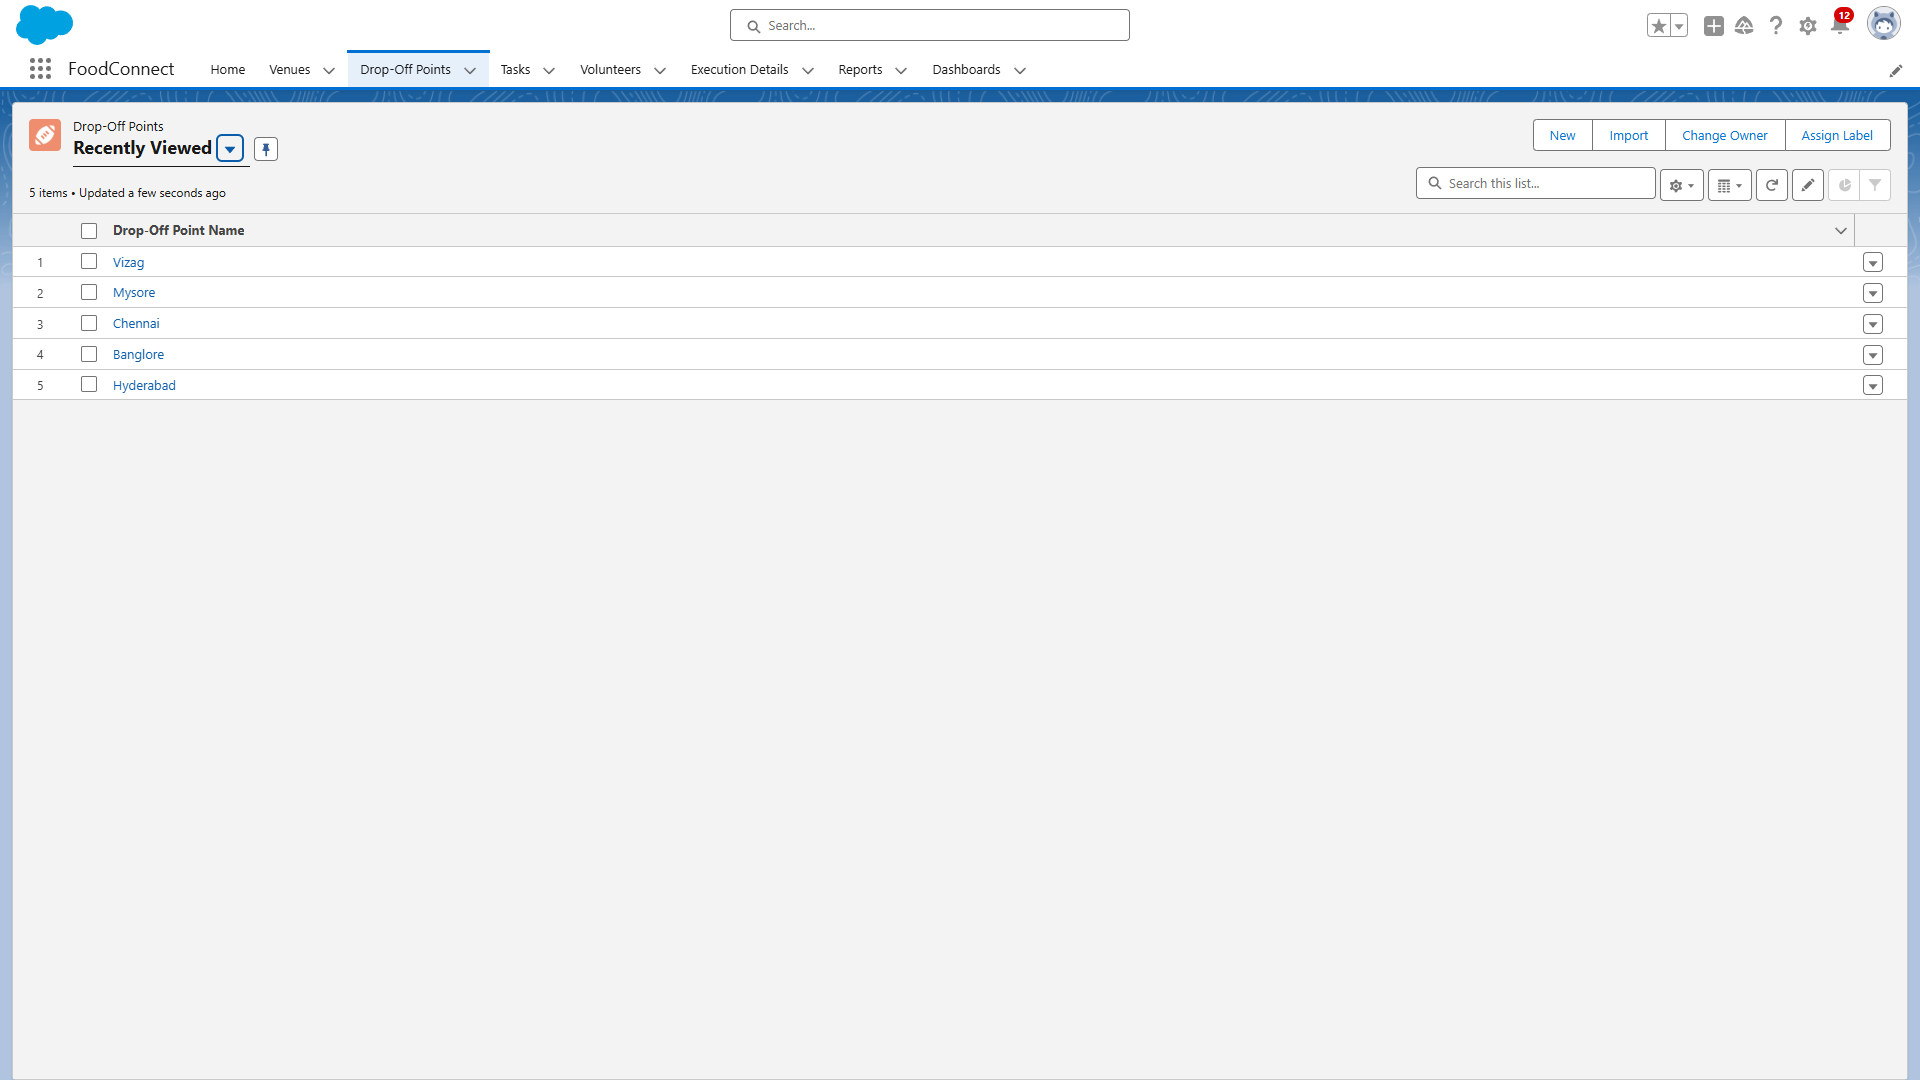 Search...
12
FoodConnect
Home Venues Drop-Off Points Tasks Volunteers Execution Details Reports Dashboards
Drop-Off Points
Recently Viewed
New Import Change Owner Assign Label
5 items • Updated a few seconds ago
Search this list...
Drop-Off Point Name
1 Vizag
2 Mysore
3 Chennai
4 Banglore
5 Hyderabad